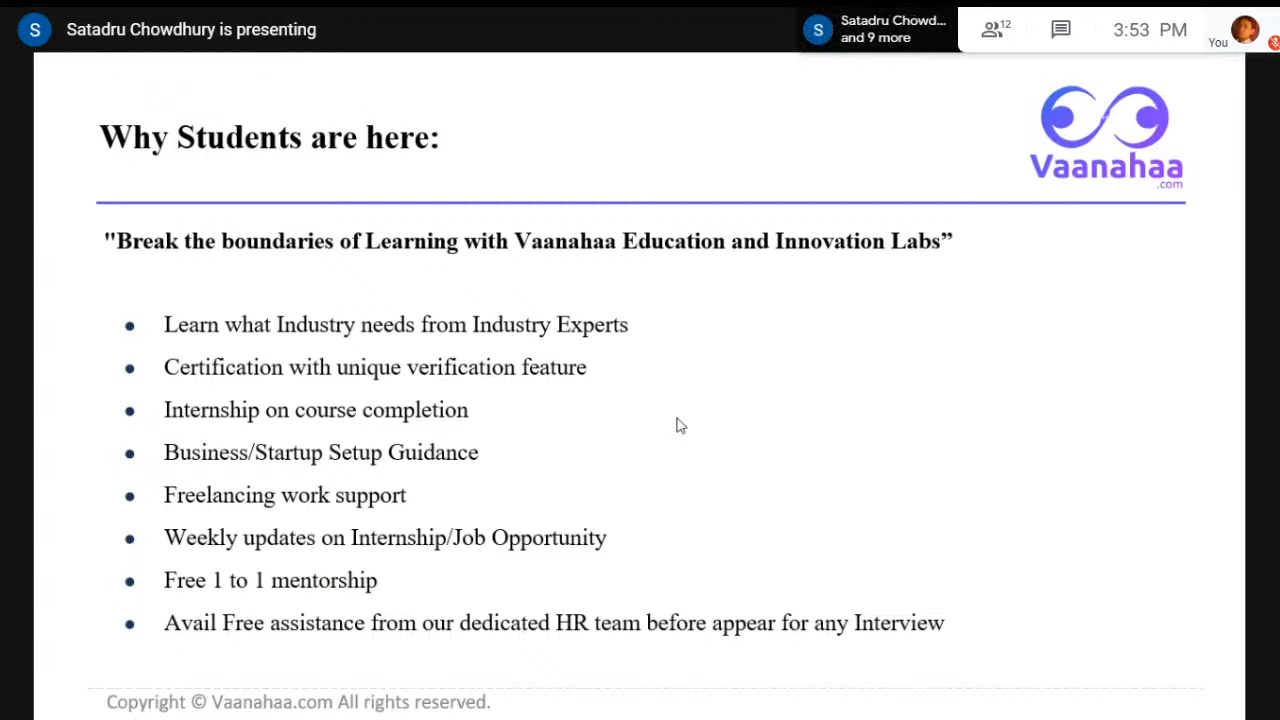 S Satadru Chowdhury is presenting
S Satadru Chowd...
and 9 more
12
3:53 PM
You
Why Students are here:
Vaanahaa
.com
"Break the boundaries of Learning with Vaanahaa Education and Innovation Labs”
• Learn what Industry needs from Industry Experts
• Certification with unique verification feature
• Internship on course completion
• Business/Startup Setup Guidance
• Freelancing work support
• Weekly updates on Internship/Job Opportunity
• Free 1 to 1 mentorship
• Avail Free assistance from our dedicated HR team before appear for any Interview
Copyright © Vaanahaa.com All rights reserved.